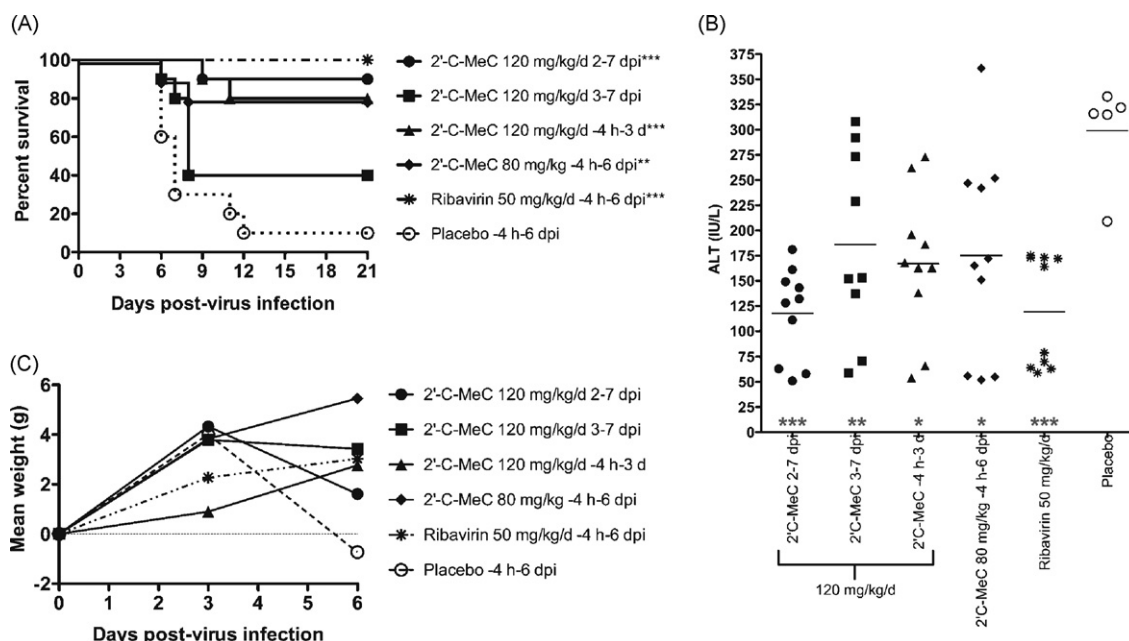 (A)
100
80
60
40
20
0
Percent survival
0 3 6 9 12 15 18 21
Days post-virus infection
2'-C-MeC 120 mg/kg/d 2-7 dpi***
2'-C-MeC 120 mg/kg/d 3-7 dpi
2'-C-MeC 120 mg/kg/d -4 h-3 d***
2'-C-MeC 80 mg/kg -4 h-6 dpi**
Ribavirin 50 mg/kg/d -4 h-6 dpi***
Placebo -4 h-6 dpi
(B)
375
350
325
300
275
250
225
200
175
150
125
100
75
50
25
0
ALT (IU/L)
*** ** * * ***
2'C-MeC 2-7 dpi
2'C-MeC 3-7 dpi
2'C-MeC -4 h-3 d
2'C-MeC 80 mg/kg -4 h-6 dpi
Ribavirin 50 mg/kg/d
Placebo
120 mg/kg/d
(C)
6
4
2
0
-2
Mean weight (g)
0 3 6
Days post-virus infection
2'-C-MeC 120 mg/kg/d 2-7 dpi
2'-C-MeC 120 mg/kg/d 3-7 dpi
2'-C-MeC 120 mg/kg/d -4 h-3 d
2'-C-MeC 80 mg/kg -4 h-6 dpi
Ribavirin 50 mg/kg/d -4 h-6 dpi
Placebo -4 h-6 dpi